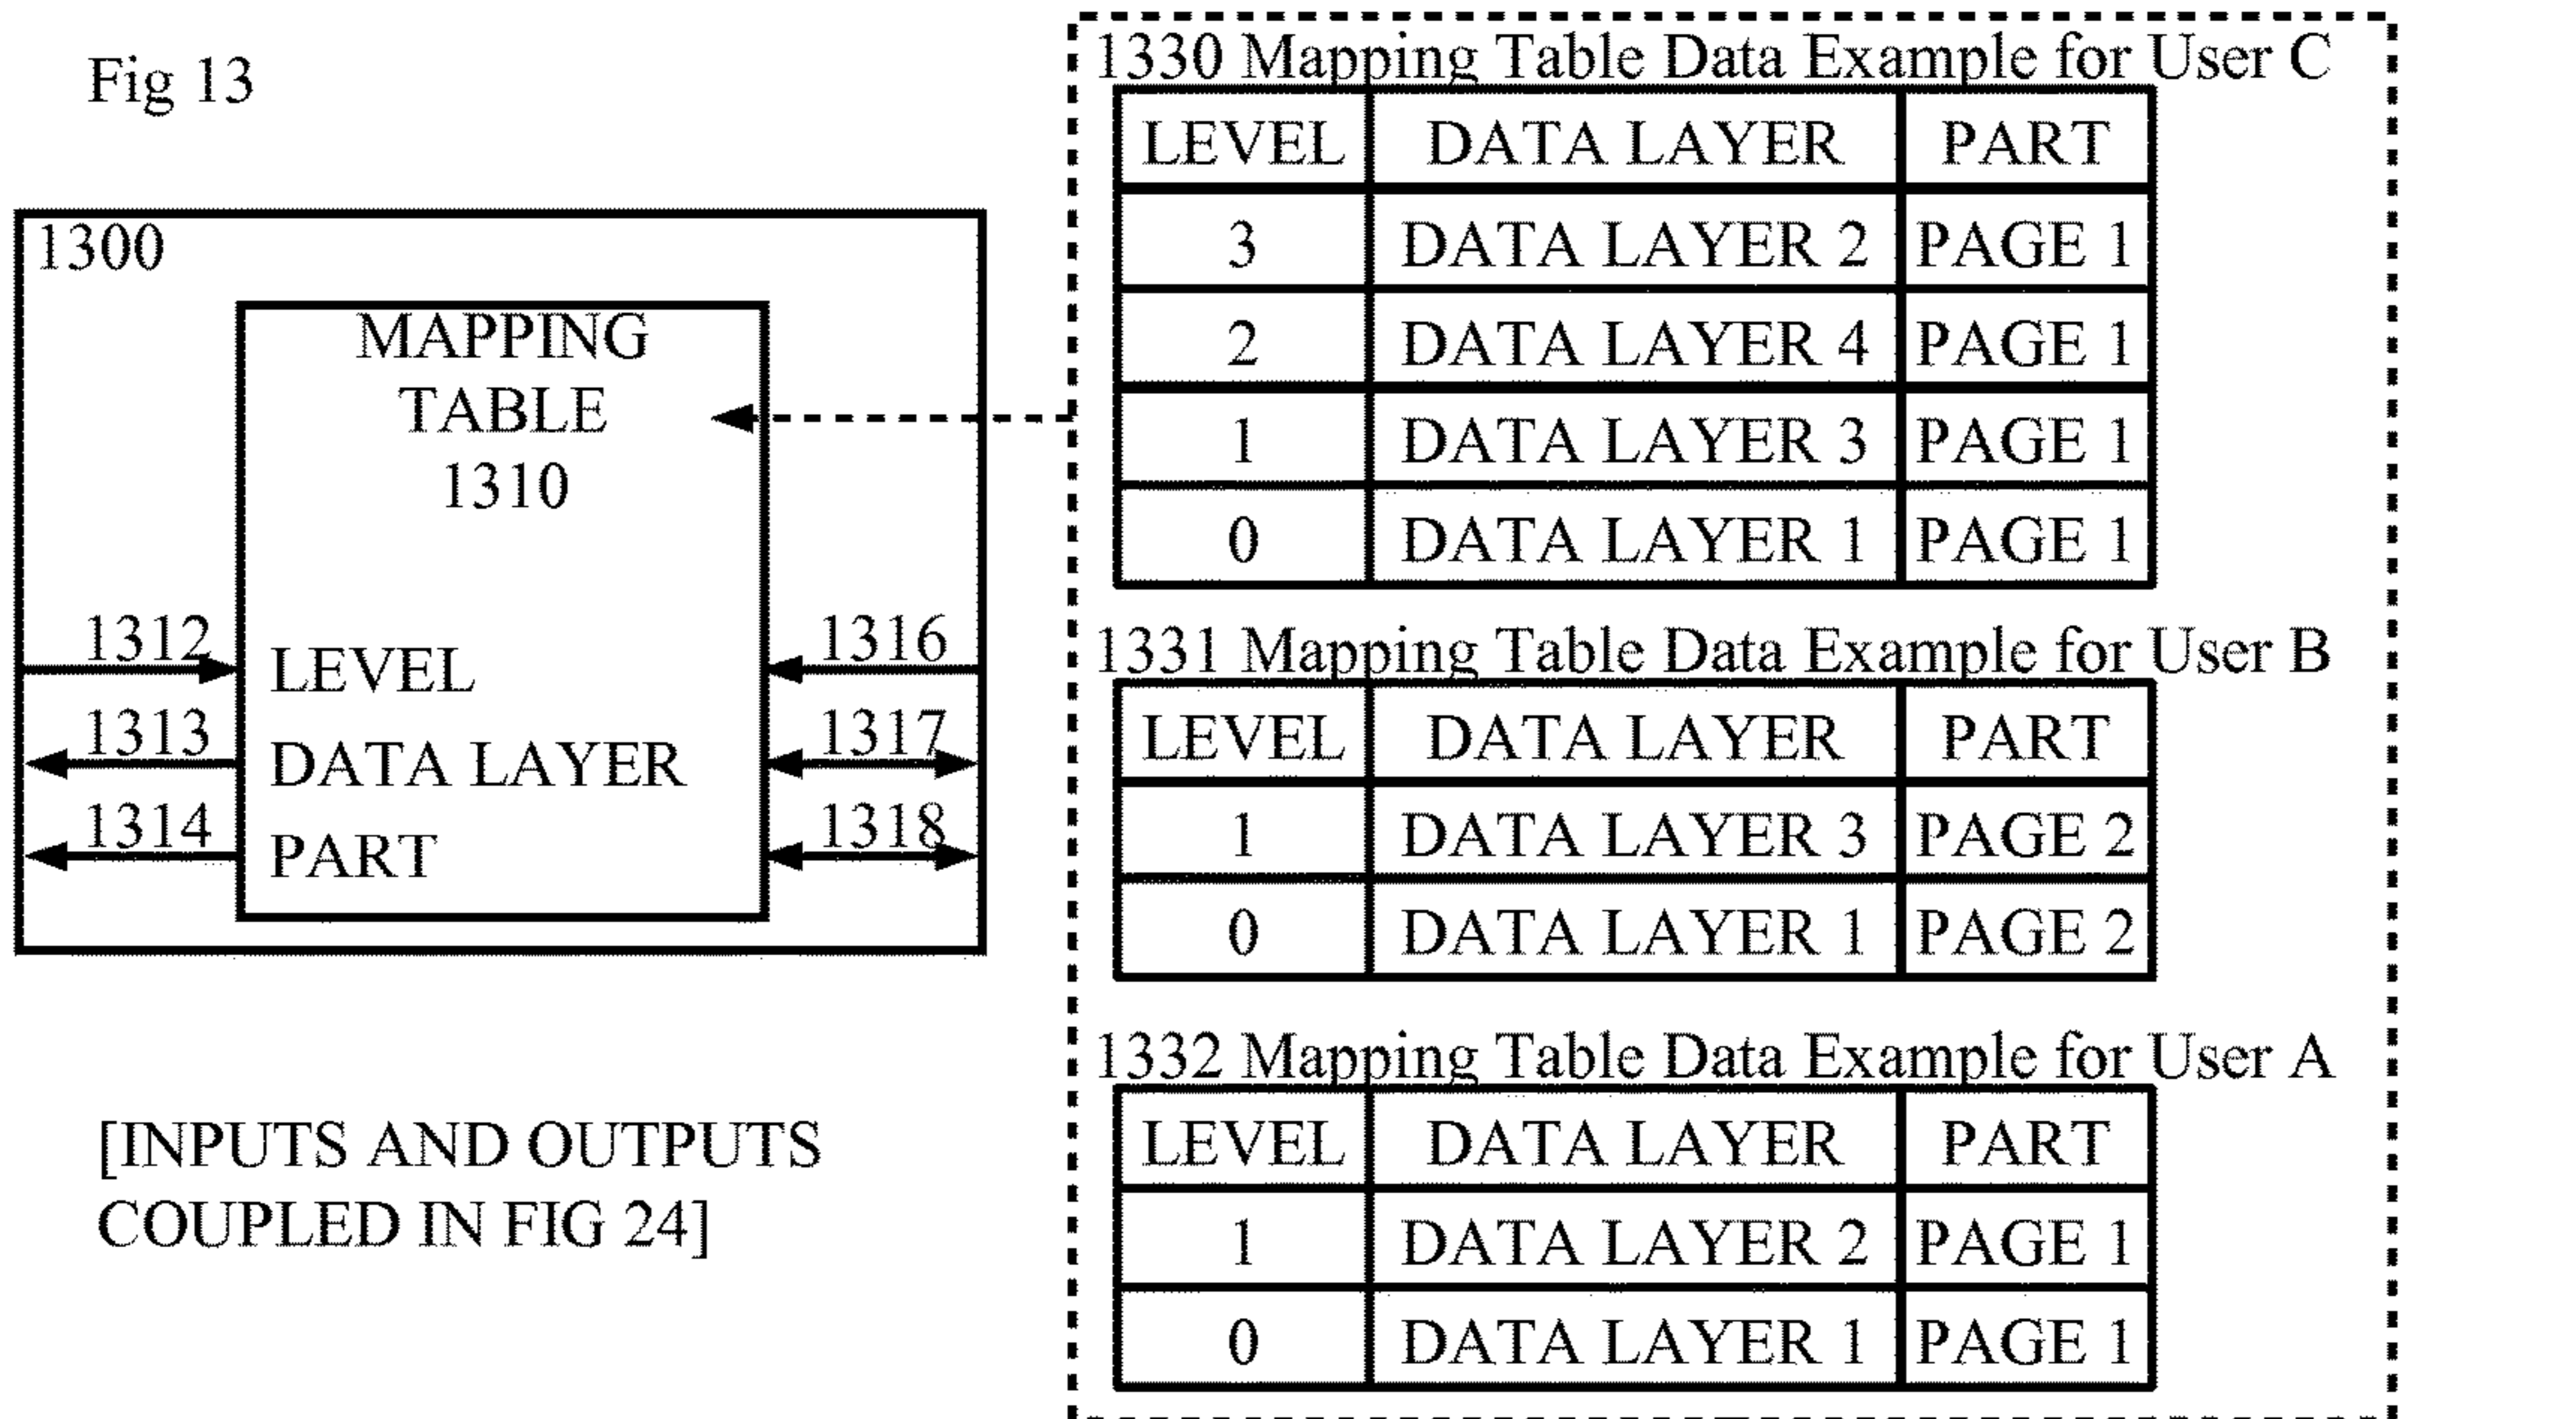 Fig 13
1300
MAPPING
TABLE
1310
1312
LEVEL
1316
1313
DATA LAYER
1317
1314
PART
1318
[INPUTS AND OUTPUTS
COUPLED IN FIG 24]
1330 Mapping Table Data Example for User C
LEVEL DATA LAYER PART
3 DATA LAYER 2 PAGE 1
2 DATA LAYER 4 PAGE 1
1 DATA LAYER 3 PAGE 1
0 DATA LAYER 1 PAGE 1
1331 Mapping Table Data Example for User B
LEVEL DATA LAYER PART
1 DATA LAYER 3 PAGE 2
0 DATA LAYER 1 PAGE 2
1332 Mapping Table Data Example for User A
LEVEL DATA LAYER PART
1 DATA LAYER 2 PAGE 1
0 DATA LAYER 1 PAGE 1